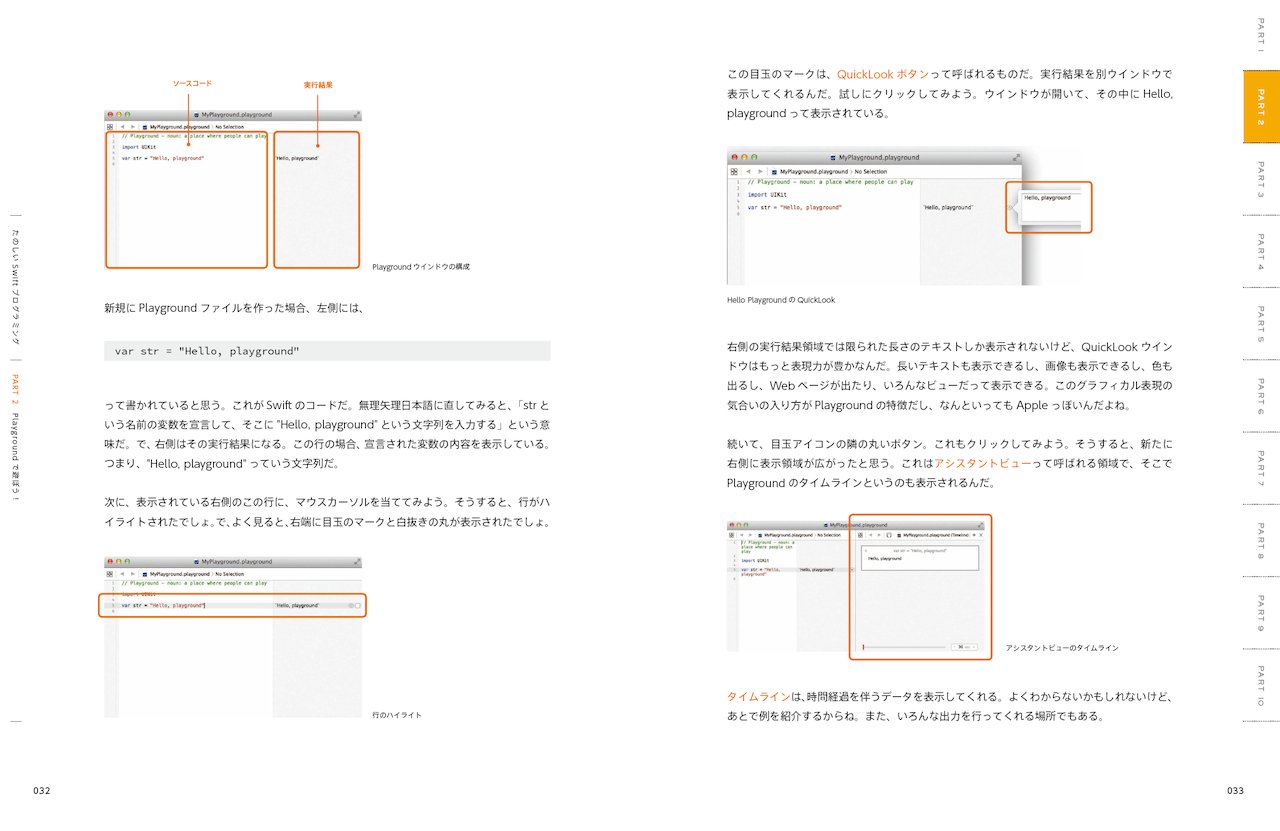 ソースコード
実行結果
MyPlayground.playground
MyPlayground.playground 〉 No Selection
// Playground – noun: a place where people can play
import UIKit
var str = "Hello, playground"
"Hello, playground"
Playground ウインドウの構成
新規に Playground ファイルを作った場合、左側には、
var str = "Hello, playground"
って書かれていると思う。これが Swift のコードだ。無理矢理日本語に直してみると、「str と
いう名前の変数を宣言して、そこに "Hello, playground" という文字列を入力する」という意
味だ。で、右側はその実行結果になる。この行の場合、宣言された変数の内容を表示している。
つまり、"Hello, playground" っていう文字列だ。
次に、表示されている右側のこの行に、マウスカーソルを当ててみよう。そうすると、行がハ
イライトされたでしょ。で、よく見ると、右端に目玉のマークと白抜きの丸が表示されたでしょ。
MyPlayground.playground
MyPlayground.playground 〉 No Selection
// Playground – noun: a place where people can play
import UIKit
var str = "Hello, playground"
"Hello, playground"
行のハイライト
たのしい Swift プログラミング
PART 2 Playground で遊ぼう！
032
この目玉のマークは、QuickLook ボタンって呼ばれるものだ。実行結果を別ウインドウで
表示してくれるんだ。試しにクリックしてみよう。ウインドウが開いて、その中に Hello,
playground って表示されている。
MyPlayground.playground
MyPlayground.playground 〉 No Selection
// Playground – noun: a place where people can play
import UIKit
var str = "Hello, playground"
"Hello, playground"
Hello, playground
Hello Playground の QuickLook
右側の実行結果領域では限られた長さのテキストしか表示されないけど、QuickLook ウイン
ドウはもっと表現力が豊かなんだ。長いテキストも表示できるし、画像も表示できるし、色も
出るし、Web ページが出たり、いろんなビューだって表示できる。このグラフィカル表現の
気合いの入り方が Playground の特徴だし、なんといっても Apple っぽいんだよね。
続いて、目玉アイコンの隣の丸いボタン。これもクリックしてみよう。そうすると、新たに
右側に表示領域が広がったと思う。これはアシスタントビューって呼ばれる領域で、そこで
Playground のタイムラインというのも表示されるんだ。
MyPlayground.playground
MyPlayground.playground 〉 No Selection
MyPlayground.playground (Timeline)
// Playground – noun: a
place where people can
play
import UIKit
var str = "Hello,
playground"
"Hello, playground"
var str = "Hello, playground"
Hello, playground
アシスタントビューのタイムライン
タイムラインは、時間経過を伴うデータを表示してくれる。よくわからないかもしれないけど、
あとで例を紹介するからね。また、いろんな出力を行ってくれる場所でもある。
PART 1
PART 2
PART 3
PART 4
PART 5
PART 6
PART 7
PART 8
PART 9
PART 10
033